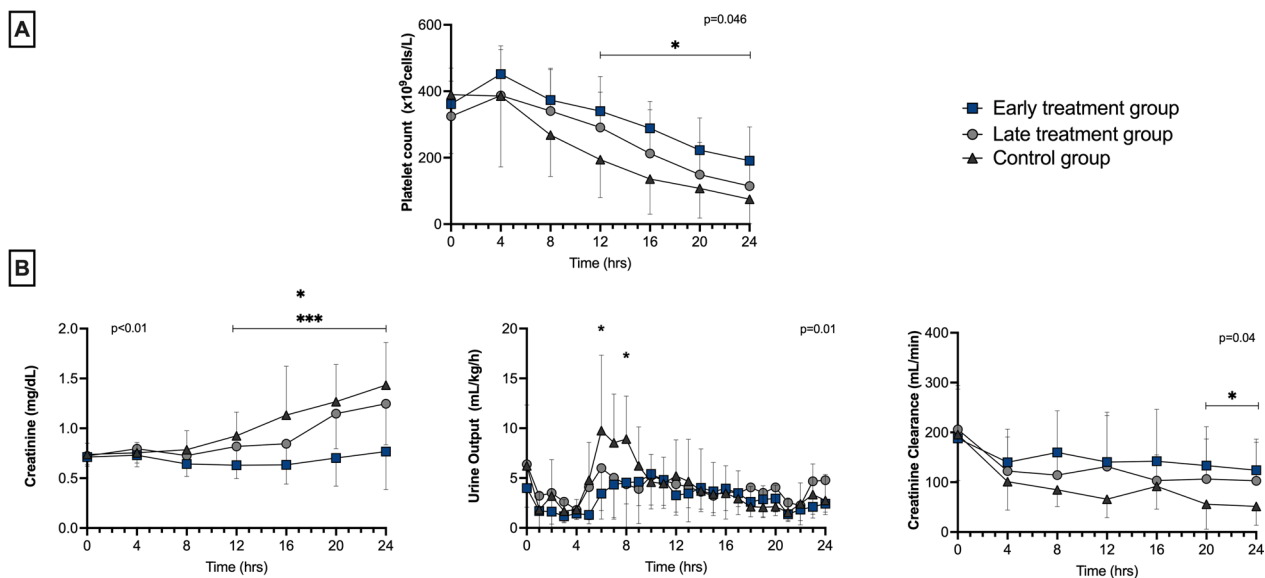 A
Platelet count (x10⁹cells/L)
600
400
200
0
p=0.046
*
0 4 8 12 16 20 24
Time (hrs)
Early treatment group
Late treatment group
Control group
B
Creatinine (mg/dL)
2.0
1.5
1.0
0.5
0.0
p<0.01
*
***
0 4 8 12 16 20 24
Time (hrs)
Urine Output (mL/kg/h)
20
15
10
5
0
*
*
p=0.01
0 4 8 12 16 20 24
Time (hrs)
Creatinine Clearance (mL/min)
400
300
200
100
0
p=0.04
*
0 4 8 12 16 20 24
Time (hrs)